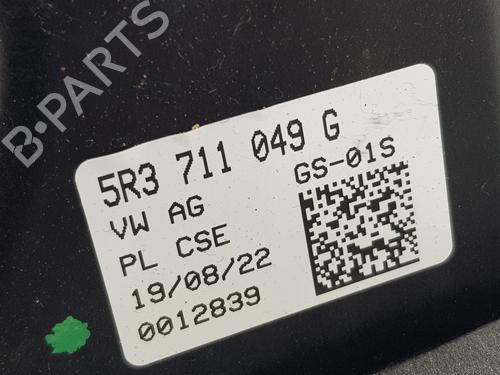 B-PARTS
5R3 711 049 G
VW AG
GS-01S
PL CSE
19/08/22
0012839